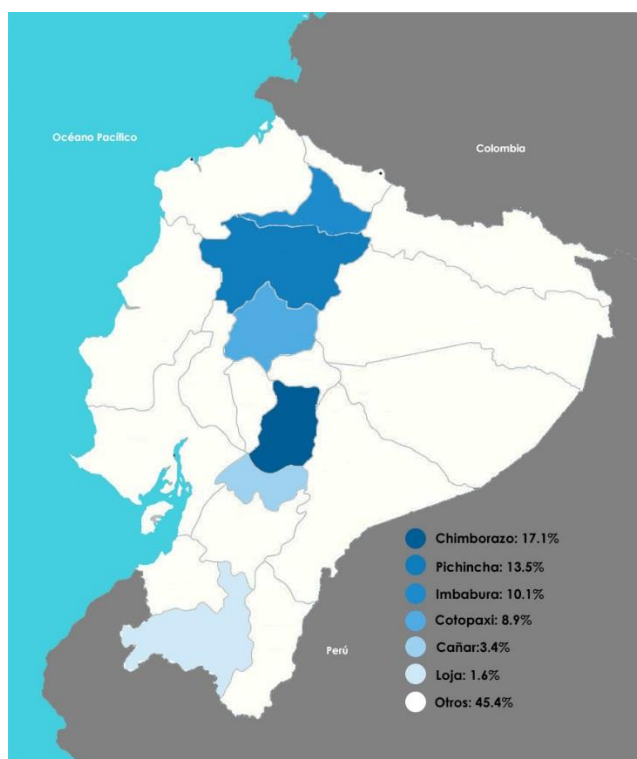 Océano Pacífico
Colombia
Chimborazo: 17.1%
Pichincha: 13.5%
Imbabura: 10.1%
Cotopaxi: 8.9%
Cañar:3.4%
Perú
Loja: 1.6%
Otros: 45.4%